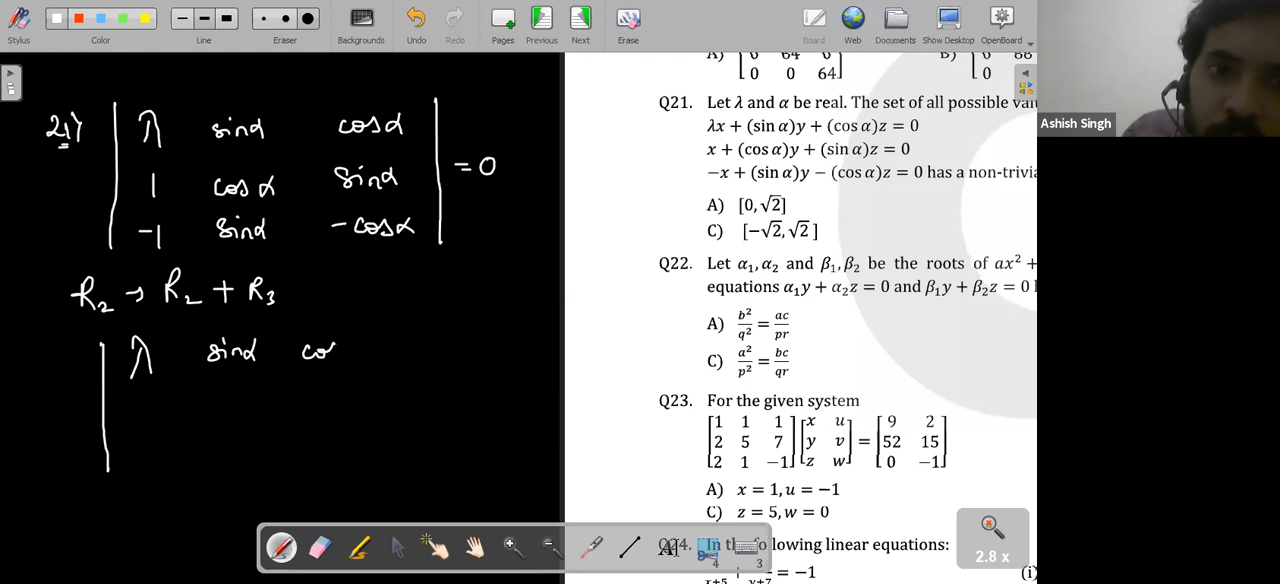 Stylus
Color
Line
Eraser
Backgrounds
Undo
Redo
Pages
Previous
Next
Erase
Board
Web
Documents
Show Desktop
OpenBoard
21) | λ sinα cosα |
| 1 cosα sinα | = 0
| -1 sinα -cosα |
R₂ → R₂ + R₃
| λ sinα co
0 0 64]
Q21. Let λ and α be real. The set of all possible
λx + (sin α)y + (cos α)z = 0
x + (cos α)y + (sin α)z = 0
−x + (sin α)y − (cos α)z = 0 has a non-trivia
A) [0, √2]
C) [−√2, √2 ]
Q22. Let α₁, α₂ and β₁, β₂ be the roots of ax² +
equations α₁y + α₂z = 0 and β₁y + β₂z = 0
A) b²/q² = ac/pr
C) a²/p² = bc/qr
Q23. For the given system
[1 1 1] [x u] = [9 2]
[2 5 7] [y v] = [52 15]
[2 1 −1] [z w] = [0 −1]
A) x = 1, u = −1
C) z = 5, w = 0
lowing linear equations:
= −1
(i)
Ashish Singh
2.8 x